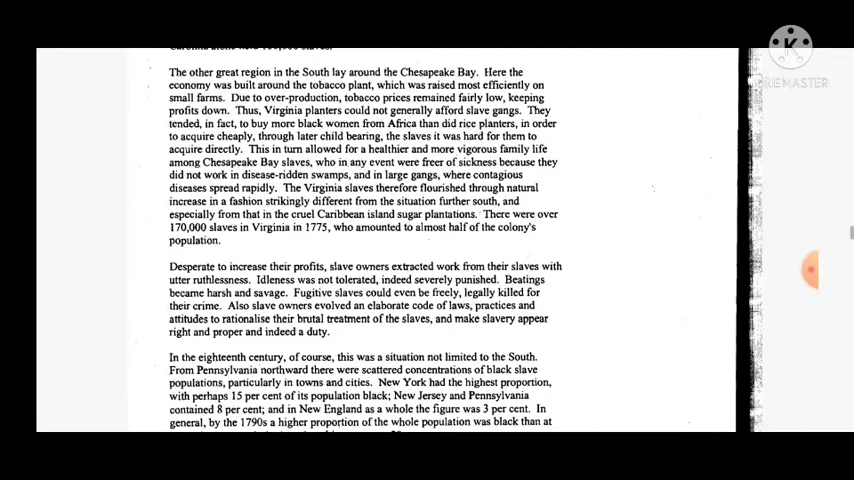 The other great region in the South lay around the Chesapeake Bay. Here the
economy was built around the tobacco plant, which was raised most efficiently on
small farms. Due to over-production, tobacco prices remained fairly low, keeping
profits down. Thus, Virginia planters could not generally afford slave gangs. They
tended, in fact, to buy more black women from Africa than did rice planters, in order
to acquire cheaply, through later child bearing, the slaves it was hard for them to
acquire directly. This in turn allowed for a healthier and more vigorous family life
among Chesapeake Bay slaves, who in any event were freer of sickness because they
did not work in disease-ridden swamps, and in large gangs, where contagious
diseases spread rapidly. The Virginia slaves therefore flourished through natural
increase in a fashion strikingly different from the situation further south, and
especially from that in the cruel Caribbean island sugar plantations. There were over
170,000 slaves in Virginia in 1775, who amounted to almost half of the colony's
population.
Desperate to increase their profits, slave owners extracted work from their slaves with
utter ruthlessness. Idleness was not tolerated, indeed severely punished. Beatings
became harsh and savage. Fugitive slaves could even be freely, legally killed for
their crime. Also slave owners evolved an elaborate code of laws, practices and
attitudes to rationalise their brutal treatment of the slaves, and make slavery appear
right and proper and indeed a duty.
In the eighteenth century, of course, this was a situation not limited to the South.
From Pennsylvania northward there were scattered concentrations of black slave
populations, particularly in towns and cities. New York had the highest proportion,
with perhaps 15 per cent of its population black; New Jersey and Pennsylvania
contained 8 per cent; and in New England as a whole the figure was 3 per cent. In
general, by the 1790s a higher proportion of the whole population was black than at
K